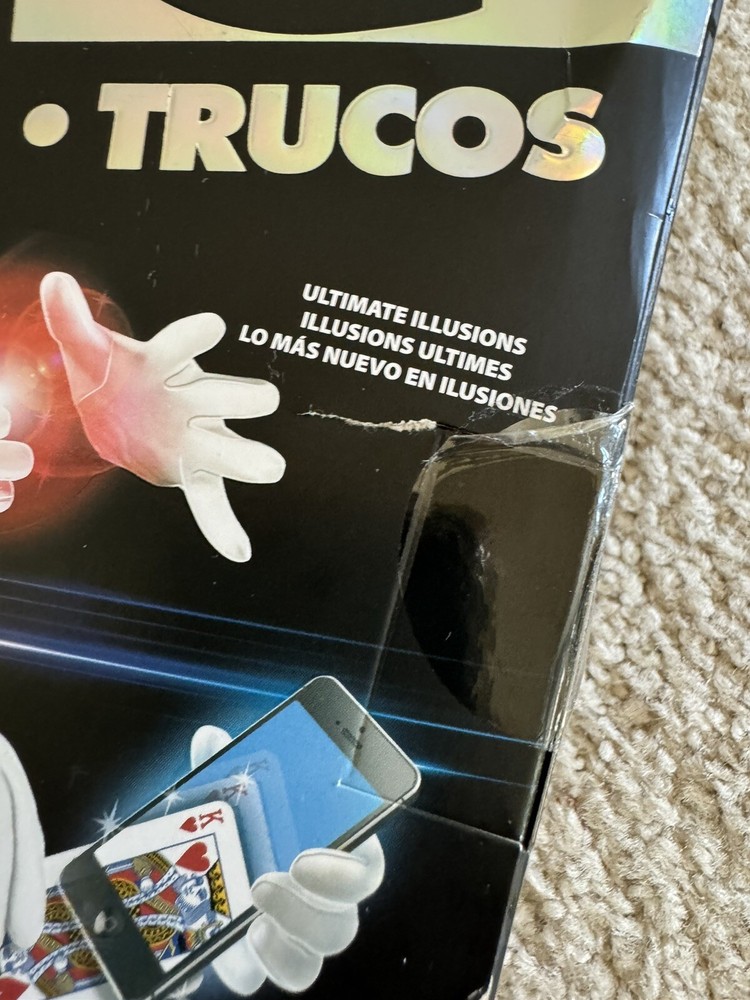 • TRUCOS
ULTIMATE ILLUSIONS
ILLUSIONS ULTIMES
LO MÁS NUEVO EN ILUSIONES
K
K